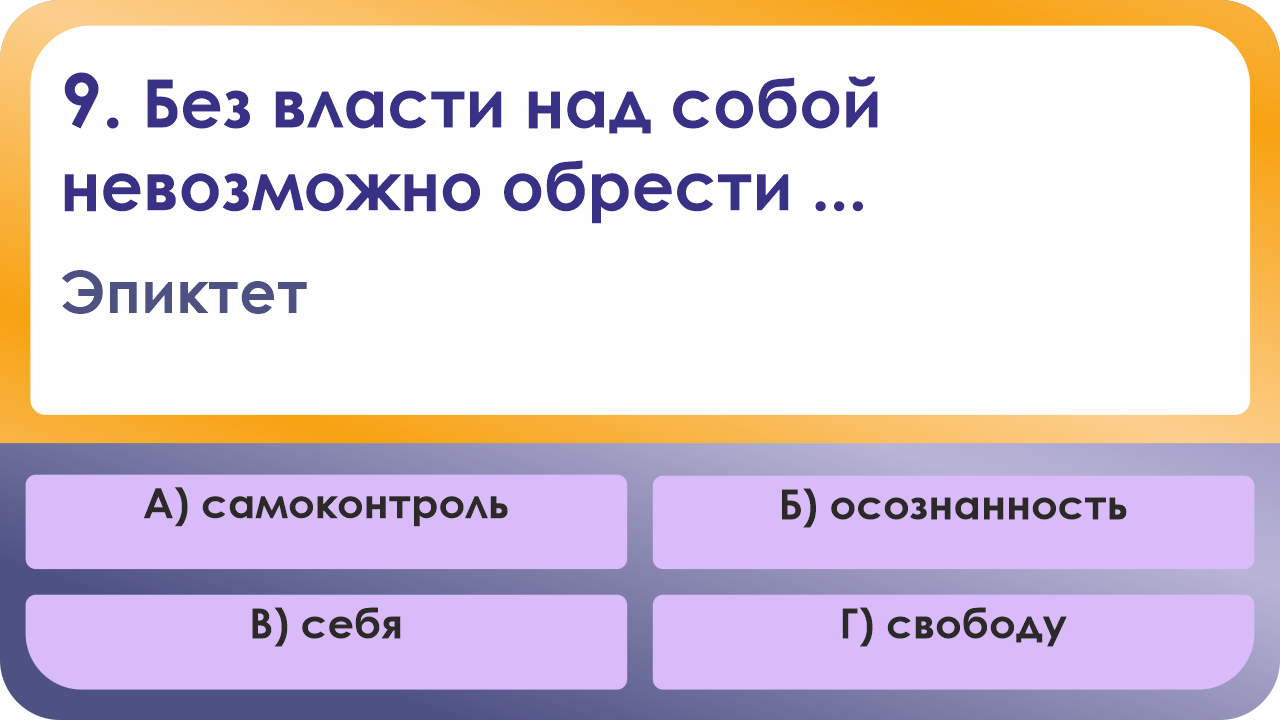 9. Без власти над собой
невозможно обрести ...
Эпиктет
А) самоконтроль
Б) осознанность
В) себя
Г) свободу